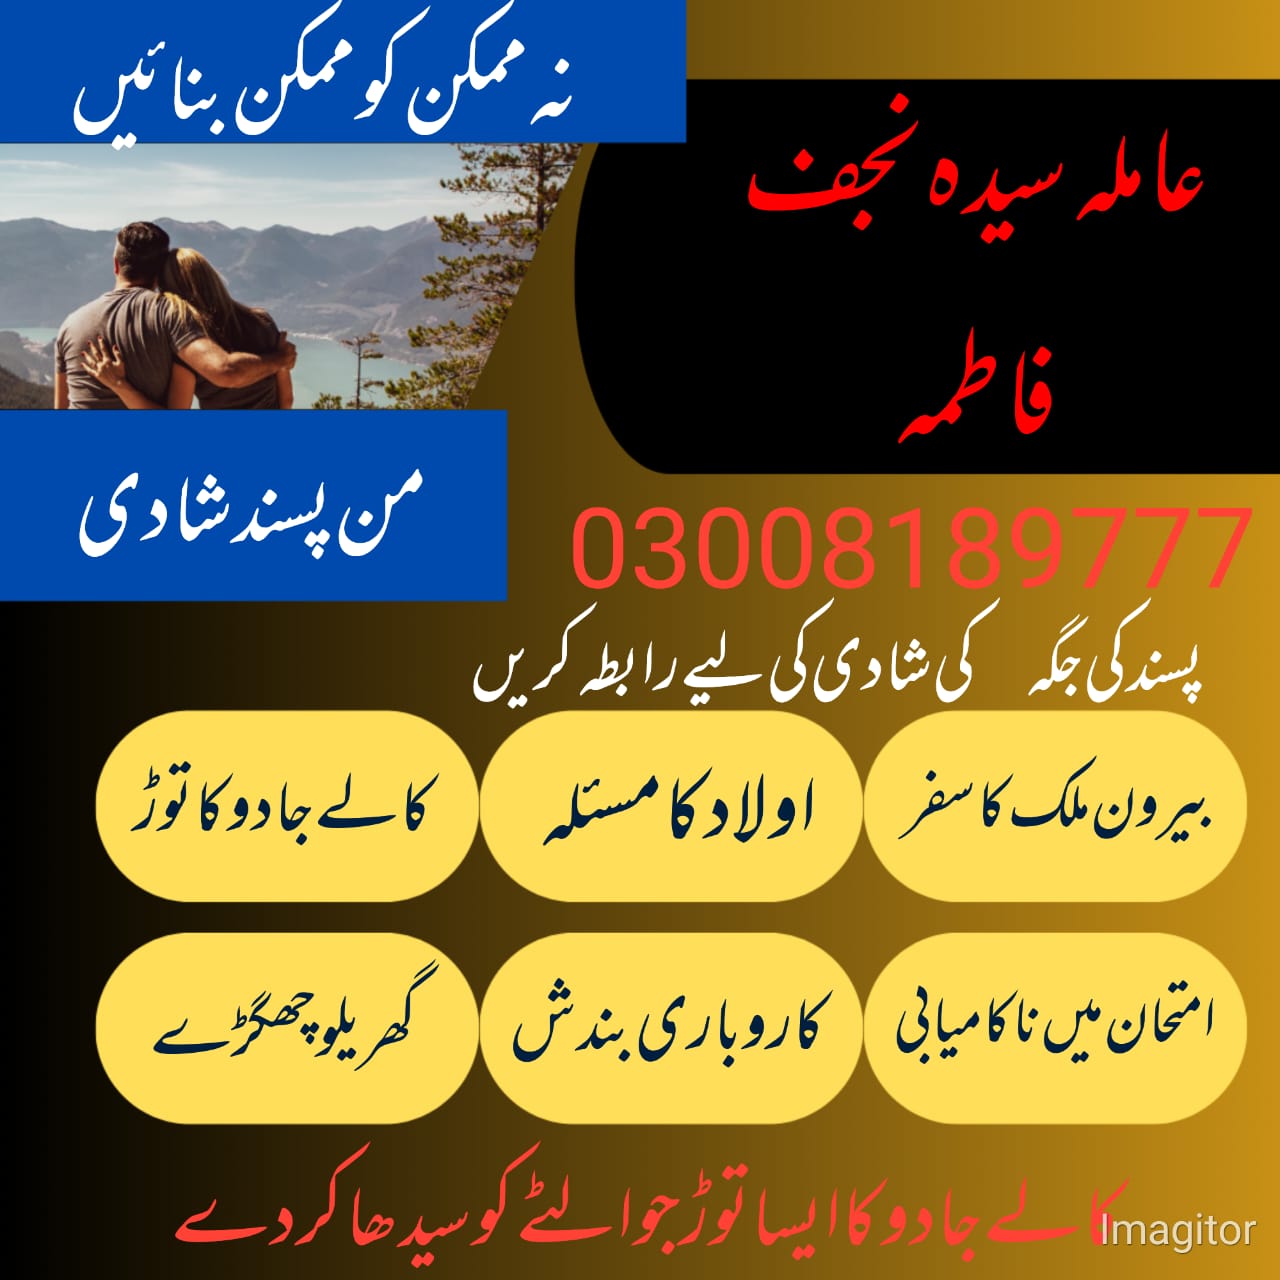 نہ ممکن کو ممکن بنائیں
عاملہ سیدہ نجف
فاطمہ
من پسند شادی
03008189777
پسند کی جگہ کی شادی کی لیے رابطہ کریں
بیرون ملک کا سفر
اولاد کا مسئلہ
کالے جادو کا توڑ
امتحان میں ناکامیابی
کاروباری بندش
گھریلو جھگڑے
کالے جادو کا ایسا توڑ جو الٹے کو سیدھا کر دے
Imagitor